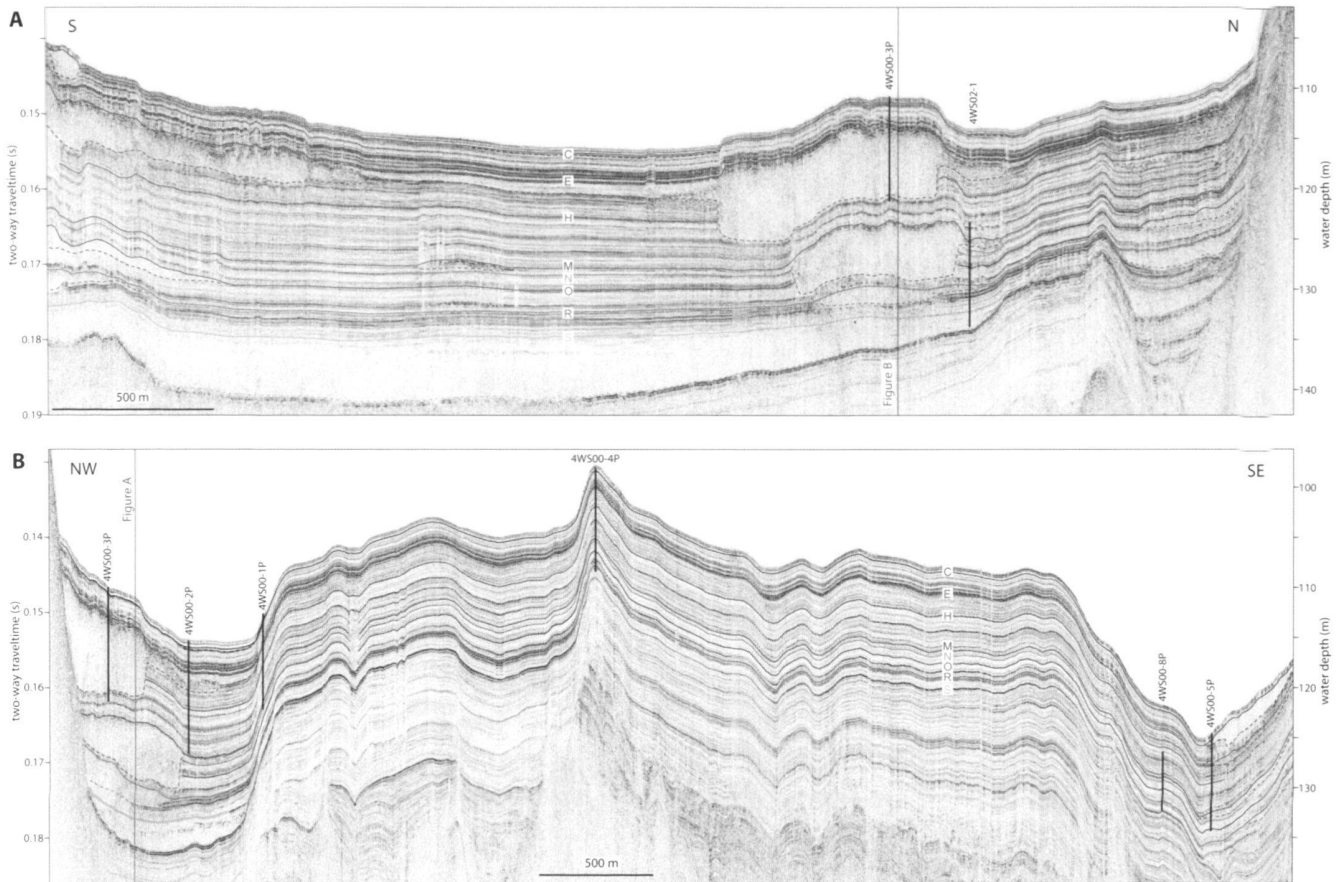 A
S
N
4WS00-3P
4WS02-1
0.15
0.16
0.17
0.18
0.19
two-way traveltime (s)
110
120
130
140
water depth (m)
C
E
H
M
N
O
R
Figure B
500 m
B
NW
SE
Figure A
4WS00-3P
4WS00-2P
4WS00-1P
4WS00-4P
4WS00-8P
4WS00-5P
0.14
0.15
0.16
0.17
0.18
two-way traveltime (s)
100
110
120
130
water depth (m)
C
E
H
M
N
O
R
500 m